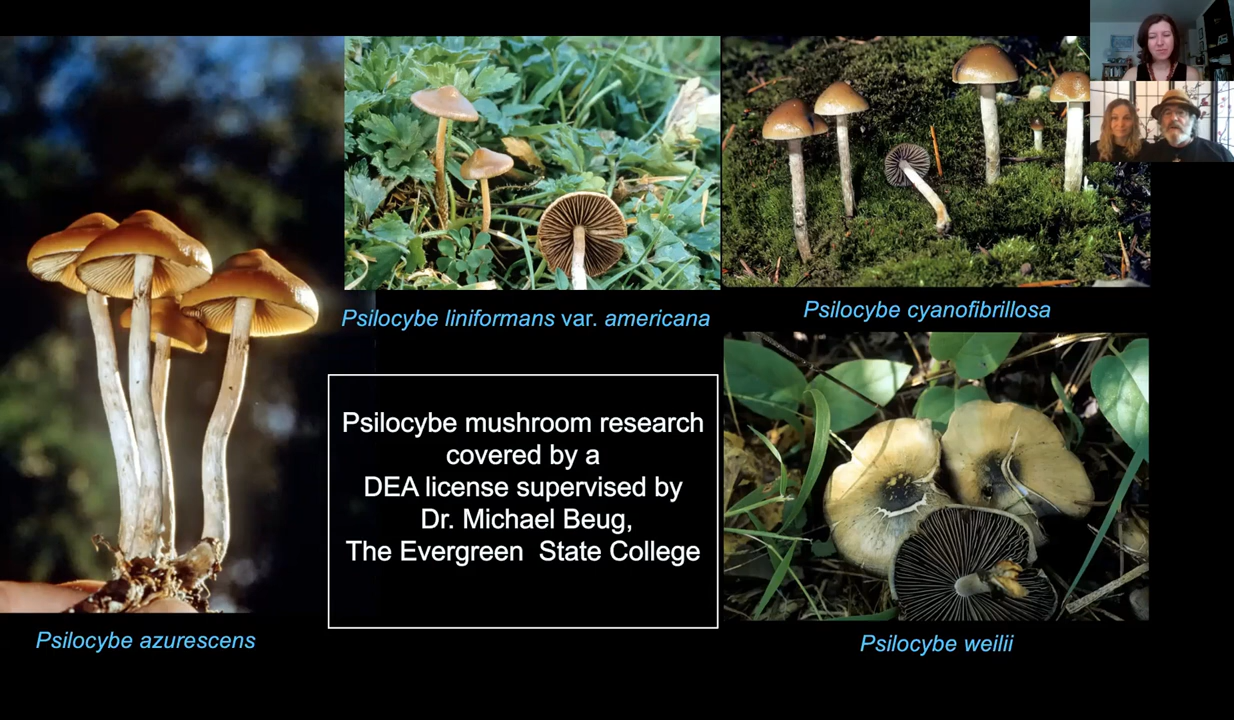 Psilocybe liniformans var. americana
Psilocybe cyanofibrillosa
Psilocybe mushroom research
covered by a
DEA license supervised by
Dr. Michael Beug,
The Evergreen  State College
Psilocybe azurescens
Psilocybe weilii